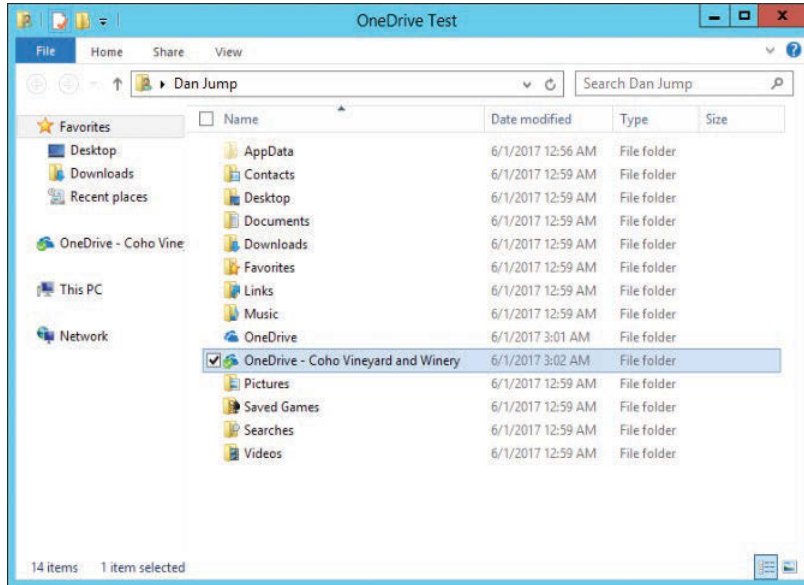 OneDrive Test
File Home Share View
Dan Jump Search Dan Jump
Name Date modified Type Size
Favorites
Desktop
Downloads
Recent places
OneDrive - Coho Vine
This PC
Network
AppData 6/1/2017 12:56 AM File folder
Contacts 6/1/2017 12:59 AM File folder
Desktop 6/1/2017 12:59 AM File folder
Documents 6/1/2017 12:59 AM File folder
Downloads 6/1/2017 12:59 AM File folder
Favorites 6/1/2017 12:59 AM File folder
Links 6/1/2017 12:59 AM File folder
Music 6/1/2017 12:59 AM File folder
OneDrive 6/1/2017 3:01 AM File folder
OneDrive - Coho Vineyard and Winery 6/1/2017 3:02 AM File folder
Pictures 6/1/2017 12:59 AM File folder
Saved Games 6/1/2017 12:59 AM File folder
Searches 6/1/2017 12:59 AM File folder
Videos 6/1/2017 12:59 AM File folder
14 items 1 item selected